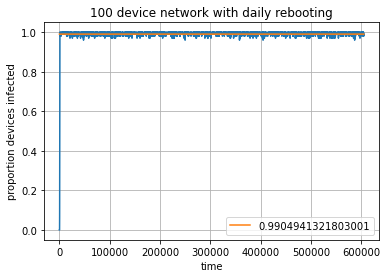 100 device network with daily rebooting
proportion devices infected
1.0
0.8
0.6
0.4
0.2
0.0
0.9904941321803001
0 100000 200000 300000 400000 500000 600000
time